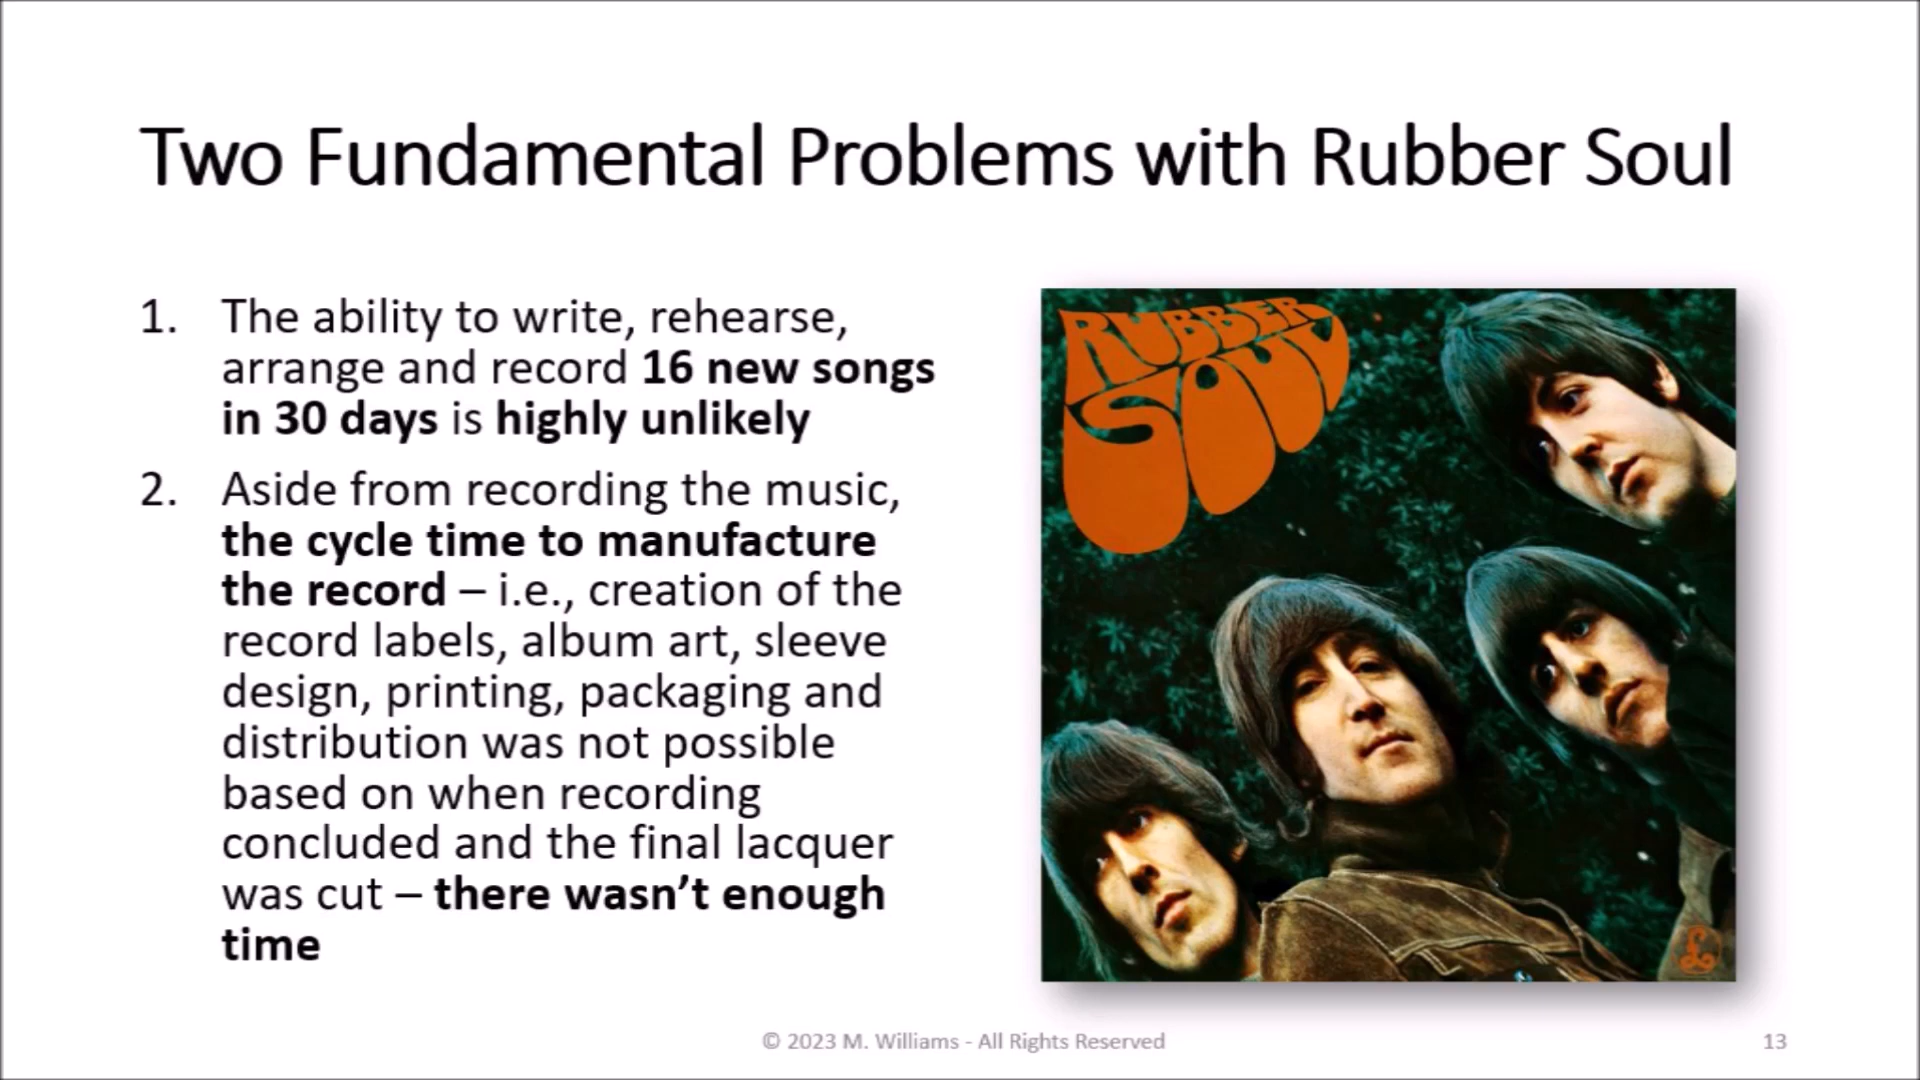 Two Fundamental Problems with Rubber Soul
1. The ability to write, rehearse,
arrange and record 16 new songs
in 30 days is highly unlikely
2. Aside from recording the music,
the cycle time to manufacture
the record – i.e., creation of the
record labels, album art, sleeve
design, printing, packaging and
distribution was not possible
based on when recording
concluded and the final lacquer
was cut – there wasn’t enough
time
RUBBER
SOUL
£
© 2023 M. Williams - All Rights Reserved
13